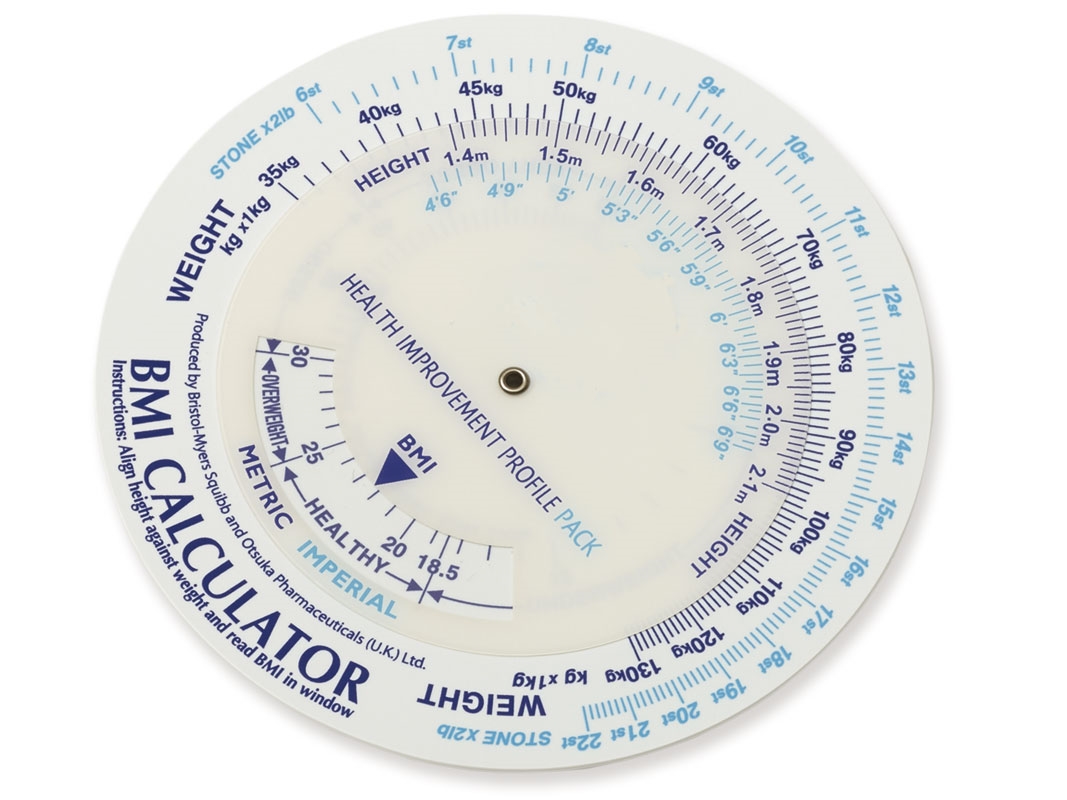 STONE x2lb 6st 7st 8st 9st 10st 11st 12st 13st 14st 15st 16st 17st 18st 19st 20st 21st 22st STONE x2lb
WEIGHT
kg x1kg 35kg 40kg 45kg 50kg 60kg 70kg 80kg 90kg 100kg 110kg 120kg 130kg kg x1kg
WEIGHT
HEIGHT 1.4m 1.5m 1.6m 1.7m 1.8m 1.9m 2.0m 2.1m HEIGHT
4'6" 4'9" 5' 5'3" 5'6" 5'9" 6' 6'3" 6'6" 6'9"
HEALTH IMPROVEMENT PROFILE PACK
BMI
30 25 20 18.5
OVERWEIGHT HEALTHY
METRIC
IMPERIAL
Produced by Bristol-Myers Squibb and Otsuka Pharmaceuticals (U.K.) Ltd.
BMI CALCULATOR
Instructions: Align height against weight and read BMI in window